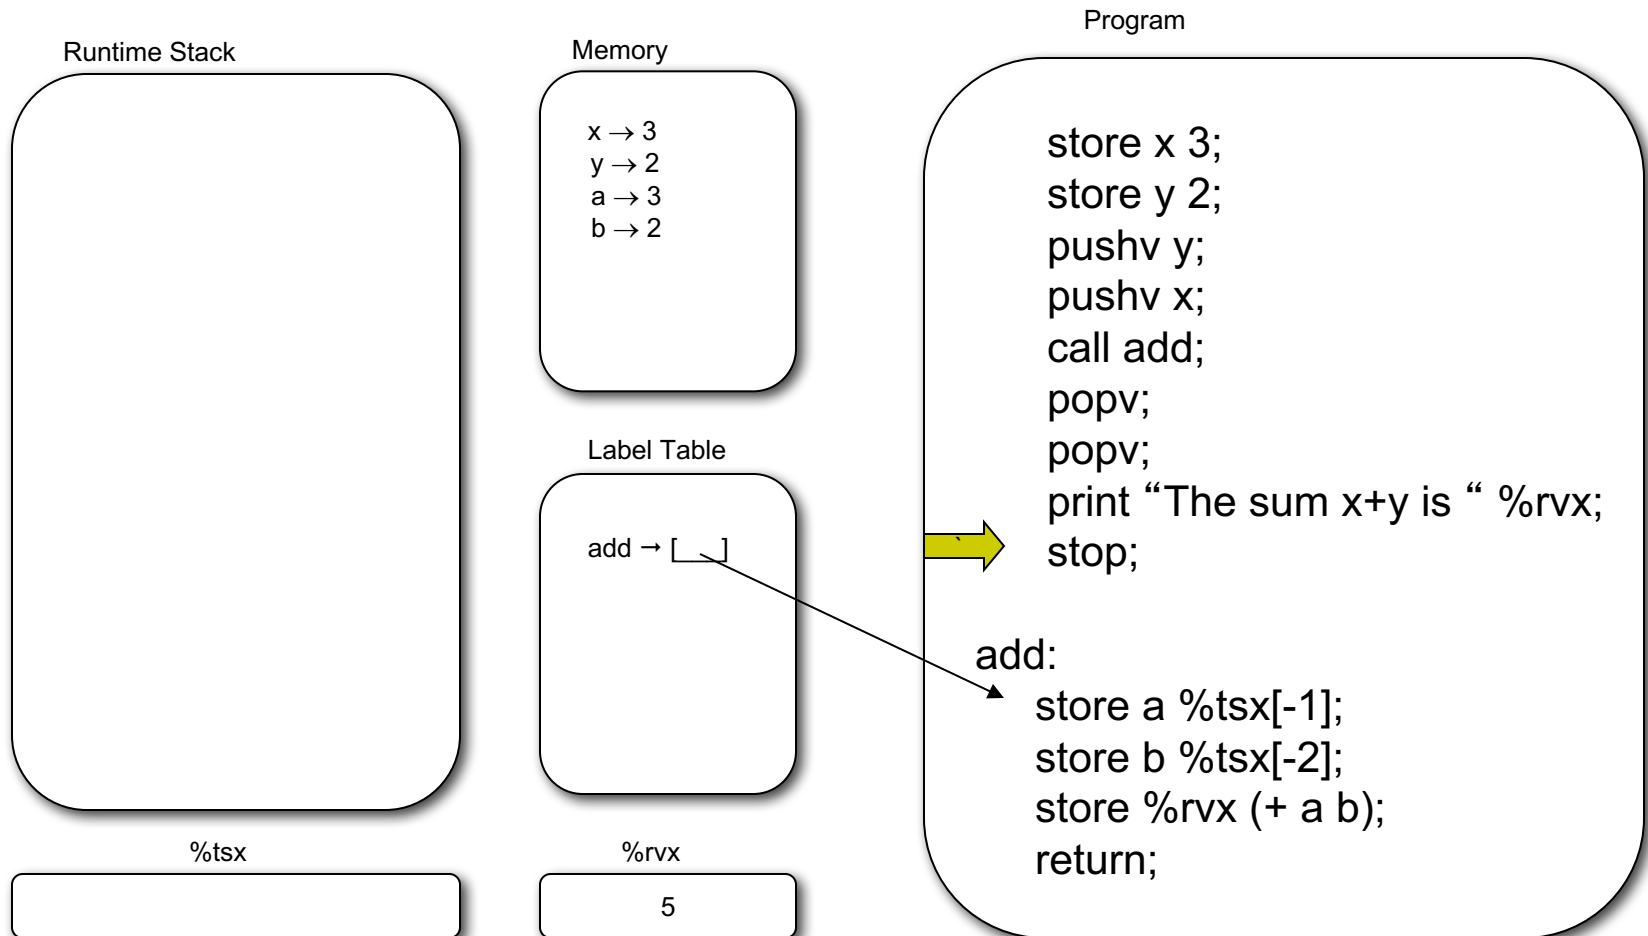 Program
Runtime Stack
Memory
x → 3
y → 2
a → 3
b → 2
Label Table
add → [___]
%tsx
%rvx
5
store x 3;
store y 2;
pushv y;
pushv x;
call add;
popv;
popv;
print “The sum x+y is “ %rvx;
`
stop;
add:
store a %tsx[-1];
store b %tsx[-2];
store %rvx (+ a b);
return;